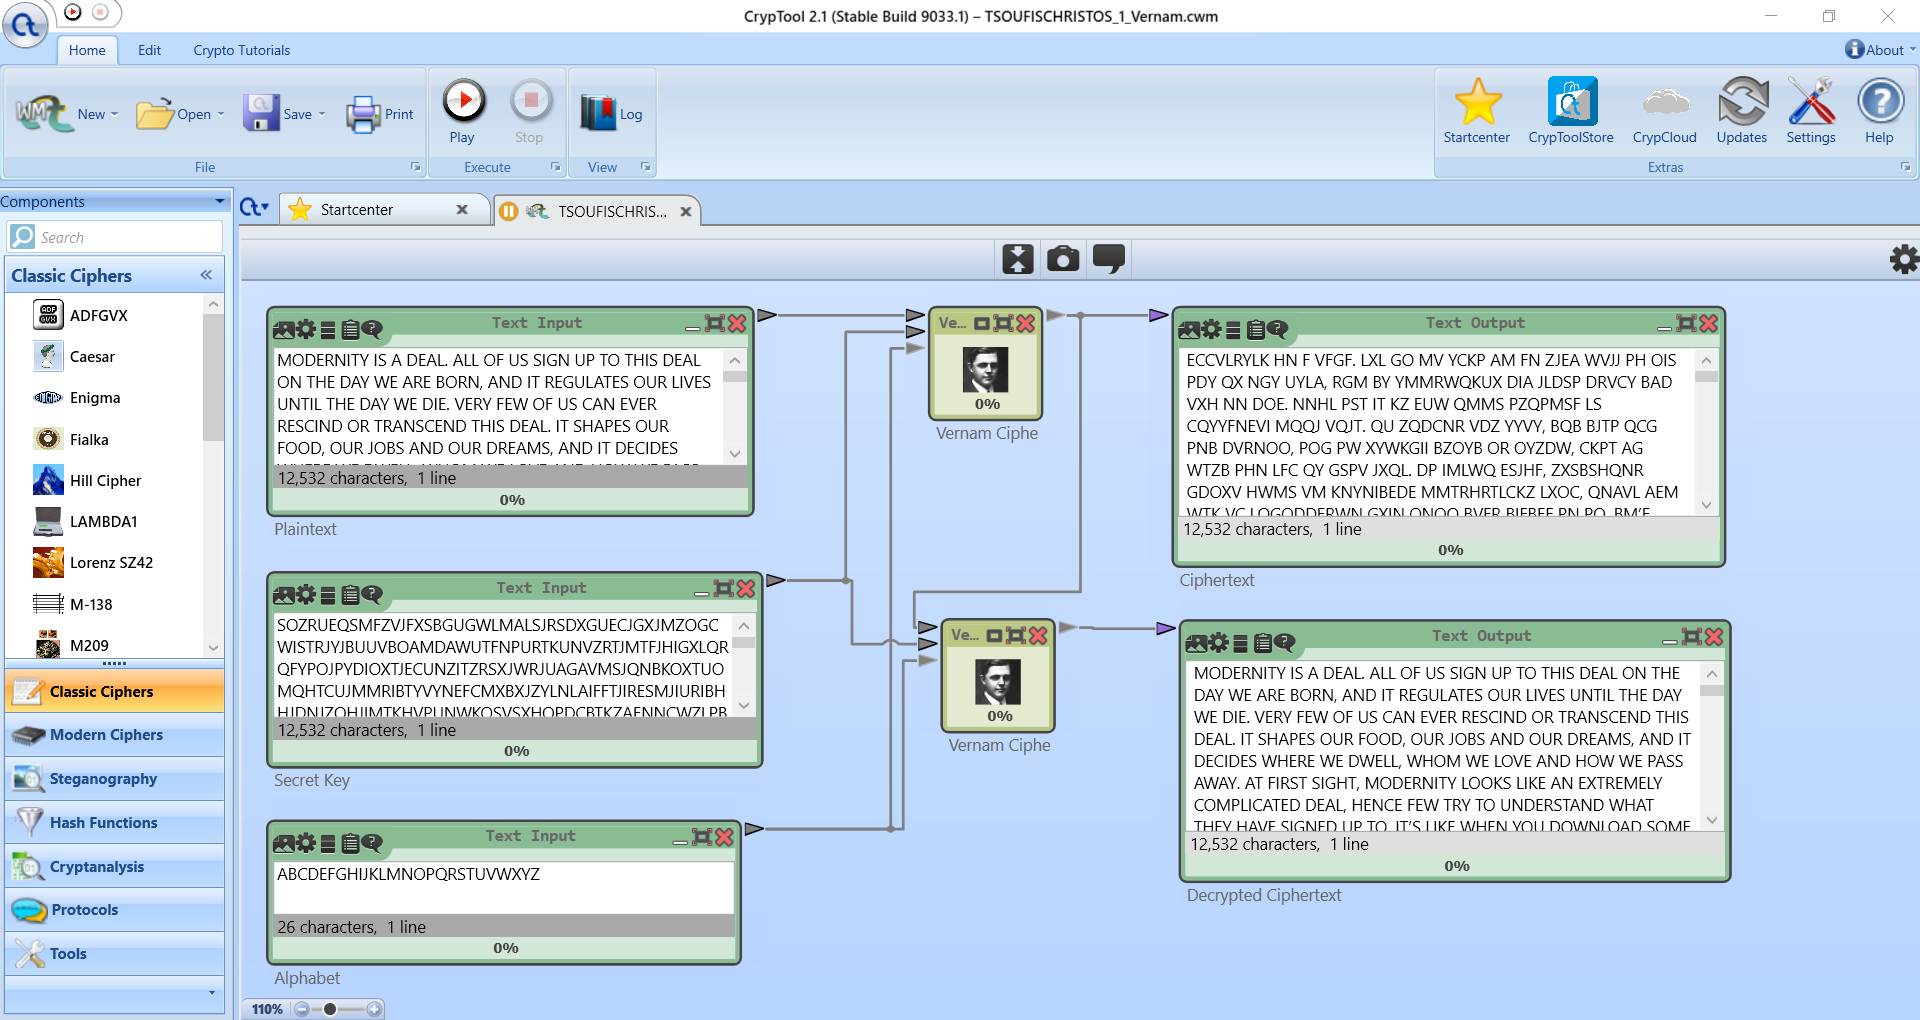 CrypTool 2.1 (Stable Build 9033.1) – TSOUFISCHRISTOS_1_Vernam.cwm
Home
Edit
Crypto Tutorials
About
New
Open
Save
Print
File
Play
Stop
Execute
Log
View
Startcenter
CrypToolStore
CrypCloud
Updates
Settings
Help
Extras
Components
Search
Classic Ciphers
ADFGVX
Caesar
Enigma
Fialka
Hill Cipher
LAMBDA1
Lorenz SZ42
M-138
M209
Classic Ciphers
Modern Ciphers
Steganography
Hash Functions
Cryptanalysis
Protocols
Tools
Startcenter
TSOUFISCHRIS...
Text Input
MODERNITY IS A DEAL. ALL OF US SIGN UP TO THIS DEAL
ON THE DAY WE ARE BORN, AND IT REGULATES OUR LIVES
UNTIL THE DAY WE DIE. VERY FEW OF US CAN EVER
RESCIND OR TRANSCEND THIS DEAL. IT SHAPES OUR
FOOD, OUR JOBS AND OUR DREAMS, AND IT DECIDES
12,532 characters,  1 line
0%
Plaintext
Text Input
SOZRUEQSMFZVJFXSBGUGWLMALSJRSDXGUECJGXJMZOGC
WISTRJYJBUUVBOAMDAWUTFNPURTKUNVZRTJMTFJHIGXLQR
QFYPOJPYDIOXTJECUNZITZRSXJWRJUAGAVMSJQNBKOXTUO
MQHTCUJMMRIBTYVYNEFCMXBXJZYLNLAIFFTJIRESMJIURIBH
HJDNJZQHJIMTKHVPUNWKQSVSXHQPDCBTKZAENNCWZLPB
12,532 characters,  1 line
0%
Secret Key
Text Input
ABCDEFGHIJKLMNOPQRSTUVWXYZ
26 characters,  1 line
0%
Alphabet
Ve...
0%
Vernam Ciphe
Ve...
0%
Vernam Ciphe
Text Output
ECCVLRYLK HN F VFGF. LXL GO MV YCKP AM FN ZJEA WVJJ PH OIS
PDY QX NGY UYLA, RGM BY YMMRWQKUX DIA JLDSP DRVCY BAD
VXH NN DOE. NNHL PST IT KZ EUW QMMS PZQPMSF LS
CQYYFNEVI MQQJ VQJT. QU ZQDCNR VDZ YYVY, BQB BJTP QCG
PNB DVRNOO, POG PW XYWKGII BZOYB OR OYZDW, CKPT AG
WTZB PHN LFC QY GSPV JXQL. DP IMLWQ ESJHF, ZXSBSHQNR
GDOXV HWMS VM KNYNIBEDE MMTRHRTLCKZ LXOC, QNAVL AEM
12,532 characters,  1 line
0%
Ciphertext
Text Output
MODERNITY IS A DEAL. ALL OF US SIGN UP TO THIS DEAL ON THE
DAY WE ARE BORN, AND IT REGULATES OUR LIVES UNTIL THE DAY
WE DIE. VERY FEW OF US CAN EVER RESCIND OR TRANSCEND THIS
DEAL. IT SHAPES OUR FOOD, OUR JOBS AND OUR DREAMS, AND IT
DECIDES WHERE WE DWELL, WHOM WE LOVE AND HOW WE PASS
AWAY. AT FIRST SIGHT, MODERNITY LOOKS LIKE AN EXTREMELY
COMPLICATED DEAL, HENCE FEW TRY TO UNDERSTAND WHAT
THEY HAVE SIGNED UP TO. IT'S LIKE WHEN YOU DOWNLOAD SOME
12,532 characters,  1 line
0%
Decrypted Ciphertext
110%